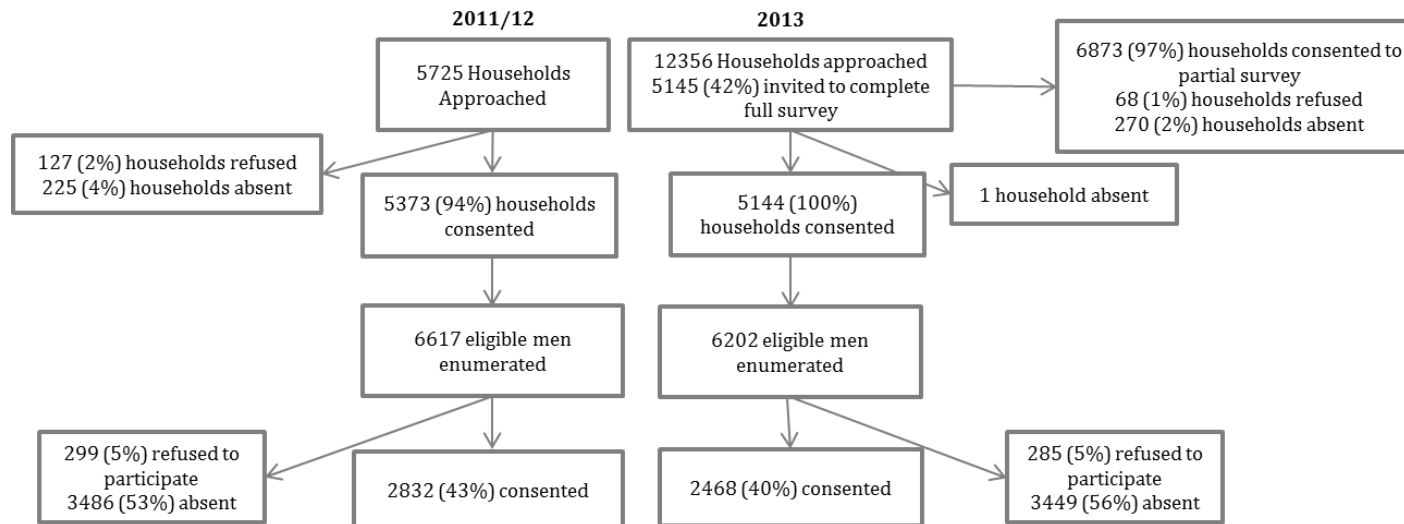 2011/12
2013
5725 Households
Approached
12356 Households approached
5145 (42%) invited to complete
full survey
6873 (97%) households consented to
partial survey
68 (1%) households refused
270 (2%) households absent
127 (2%) households refused
225 (4%) households absent
5373 (94%) households
consented
5144 (100%)
households consented
1 household absent
6617 eligible men
enumerated
6202 eligible men
enumerated
299 (5%) refused to
participate
3486 (53%) absent
2832 (43%) consented
2468 (40%) consented
285 (5%) refused to
participate
3449 (56%) absent